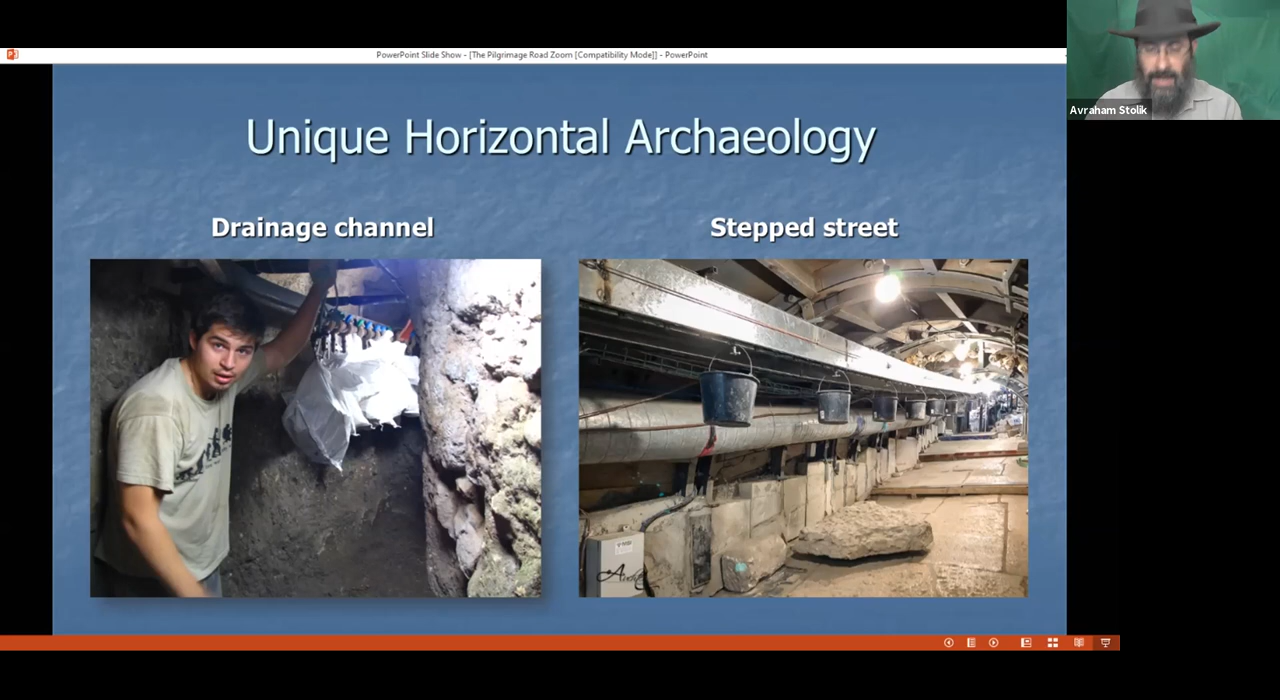 PowerPoint Slide Show - [The Pilgrimage Road Zoom [Compatibility Mode]] - PowerPoint
Avraham Stolik
Unique Horizontal Archaeology
Drainage channel
Stepped street